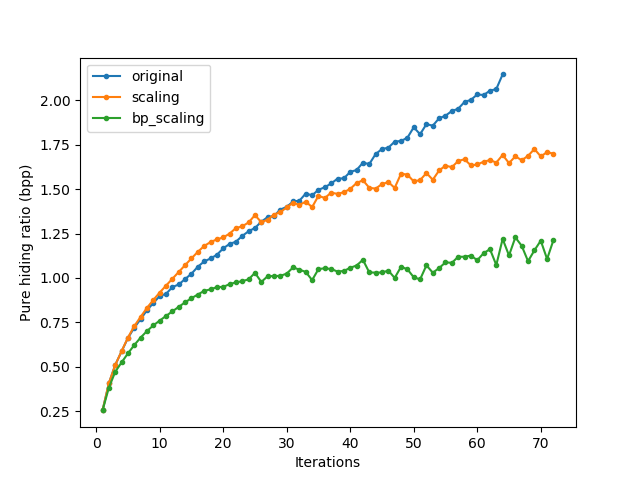 original
scaling
bp_scaling
Pure hiding ratio (bpp)
2.00
1.75
1.50
1.25
1.00
0.75
0.50
0.25
0 10 20 30 40 50 60 70
Iterations